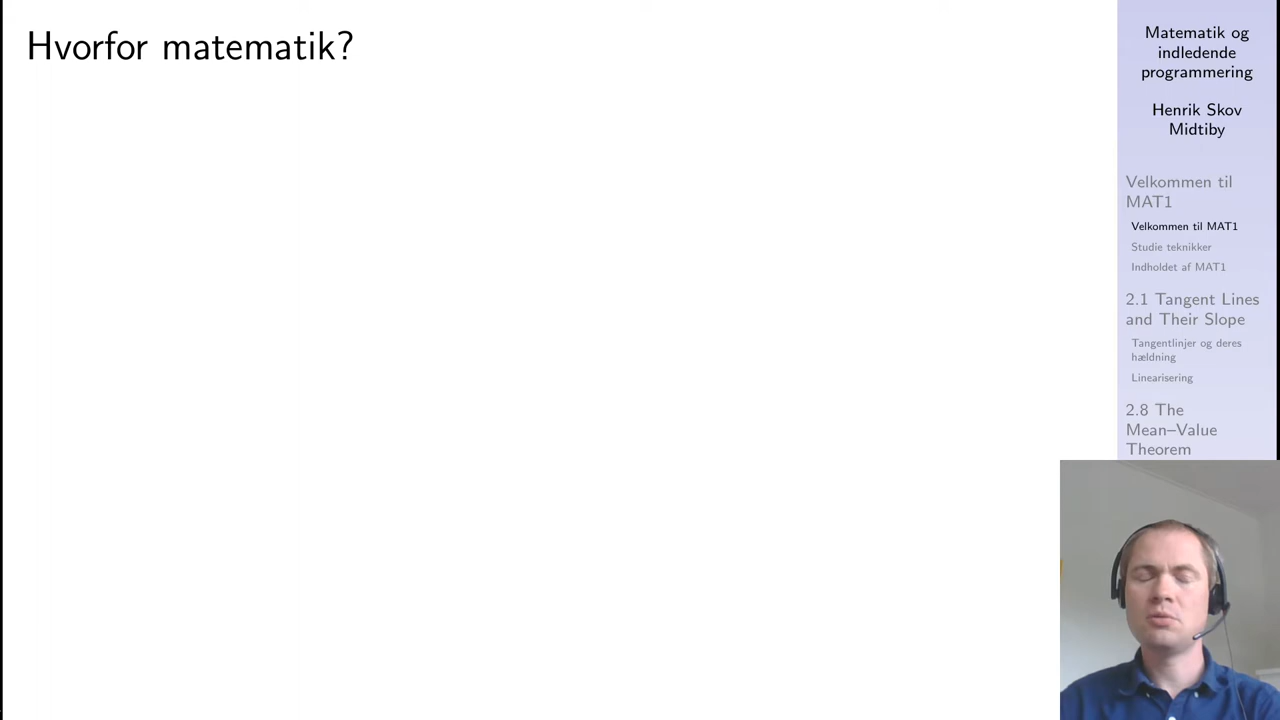 Hvorfor matematik?
Matematik og
indledende
programmering
Henrik Skov
Midtiby
Velkommen til
MAT1
Velkommen til MAT1
Studie teknikker
Indholdet af MAT1
2.1 Tangent Lines
and Their Slope
Tangentlinjer og deres
hældning
Linearisering
2.8 The
Mean–Value
Theorem